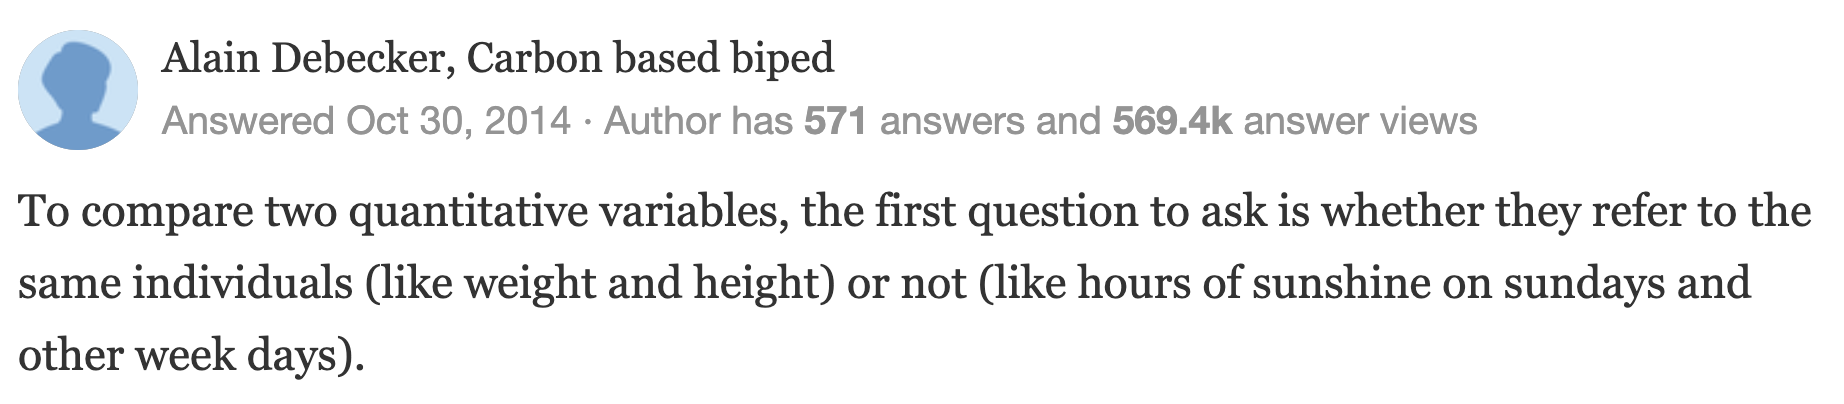 Alain Debecker, Carbon based biped
Answered Oct 30, 2014 · Author has 571 answers and 569.4k answer views
To compare two quantitative variables, the first question to ask is whether they refer to the
same individuals (like weight and height) or not (like hours of sunshine on sundays and
other week days).